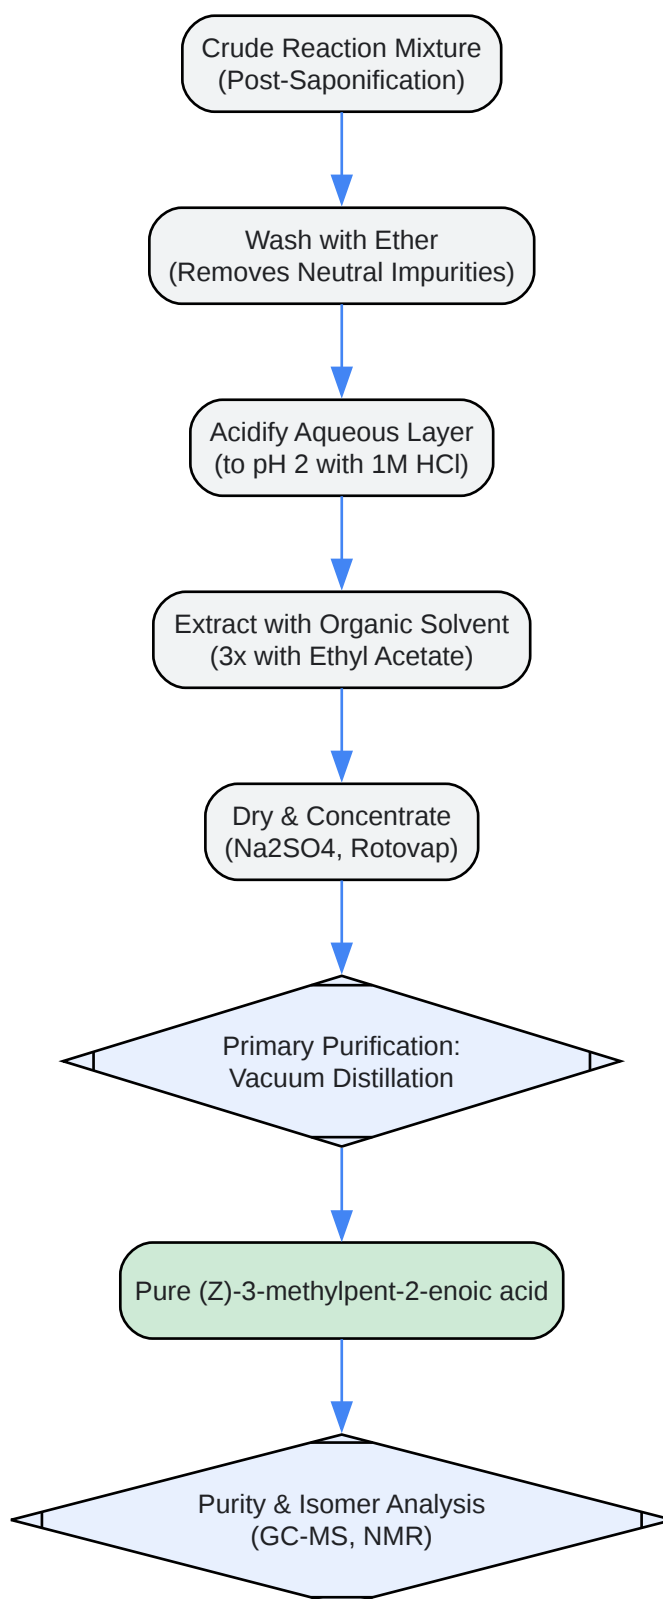 Crude Reaction Mixture
(Post-Saponification)
Wash with Ether
(Removes Neutral Impurities)
Acidify Aqueous Layer
(to pH 2 with 1M HCl)
Extract with Organic Solvent
(3x with Ethyl Acetate)
Dry & Concentrate
(Na2SO4, Rotovap)
Primary Purification:
Vacuum Distillation
Pure (Z)-3-methylpent-2-enoic acid
Purity & Isomer Analysis
(GC-MS, NMR)